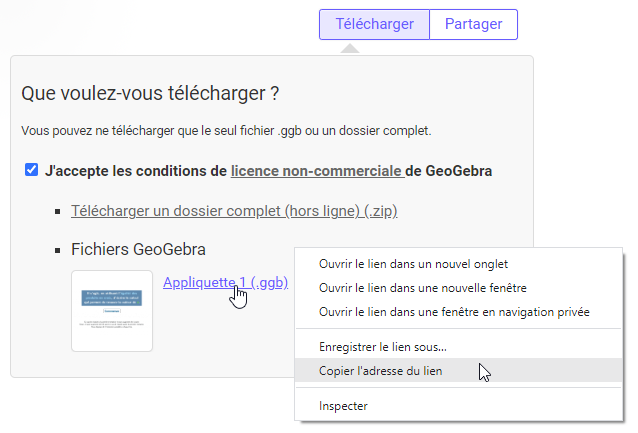 Télécharger
Partager
Que voulez-vous télécharger ?
Vous pouvez ne télécharger que le seul fichier .ggb ou un dossier complet.
J'accepte les conditions de licence non-commerciale de GeoGebra
Télécharger un dossier complet (hors ligne) (.zip)
Fichiers GeoGebra
Appliquette 1 (.ggb)
Ouvrir le lien dans un nouvel onglet
Ouvrir le lien dans une nouvelle fenêtre
Ouvrir le lien dans une fenêtre en navigation privée
Enregistrer le lien sous...
Copier l'adresse du lien
Inspecter